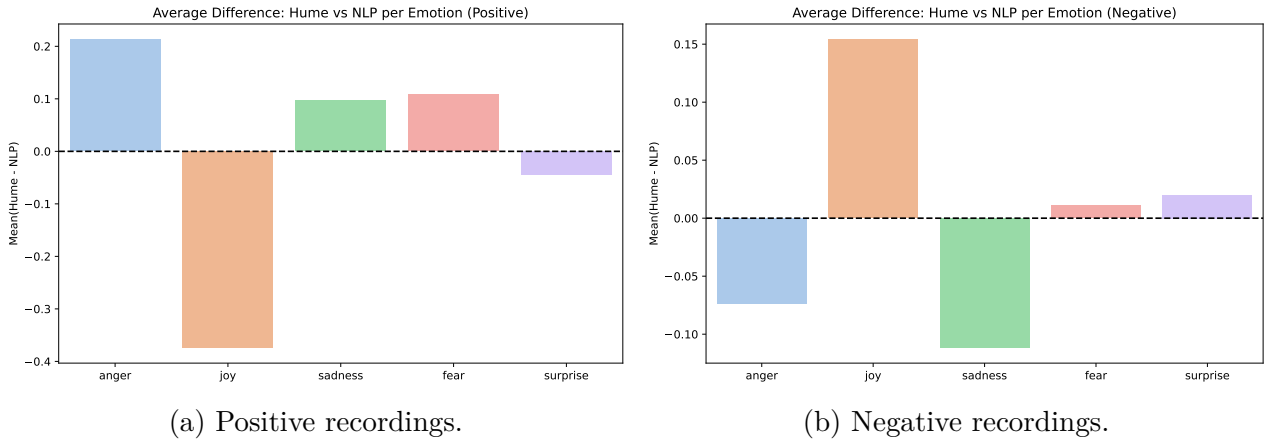 Average Difference: Hume vs NLP per Emotion (Positive)
Mean(Hume - NLP)
0.2
0.1
0.0
−0.1
−0.2
−0.3
−0.4
anger joy sadness fear surprise
(a) Positive recordings.
Average Difference: Hume vs NLP per Emotion (Negative)
Mean(Hume - NLP)
0.15
0.10
0.05
0.00
−0.05
−0.10
anger joy sadness fear surprise
(b) Negative recordings.